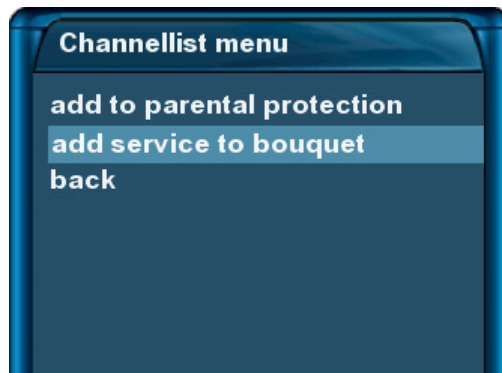 Channellist menu
add to parental protection
add service to bouquet
back